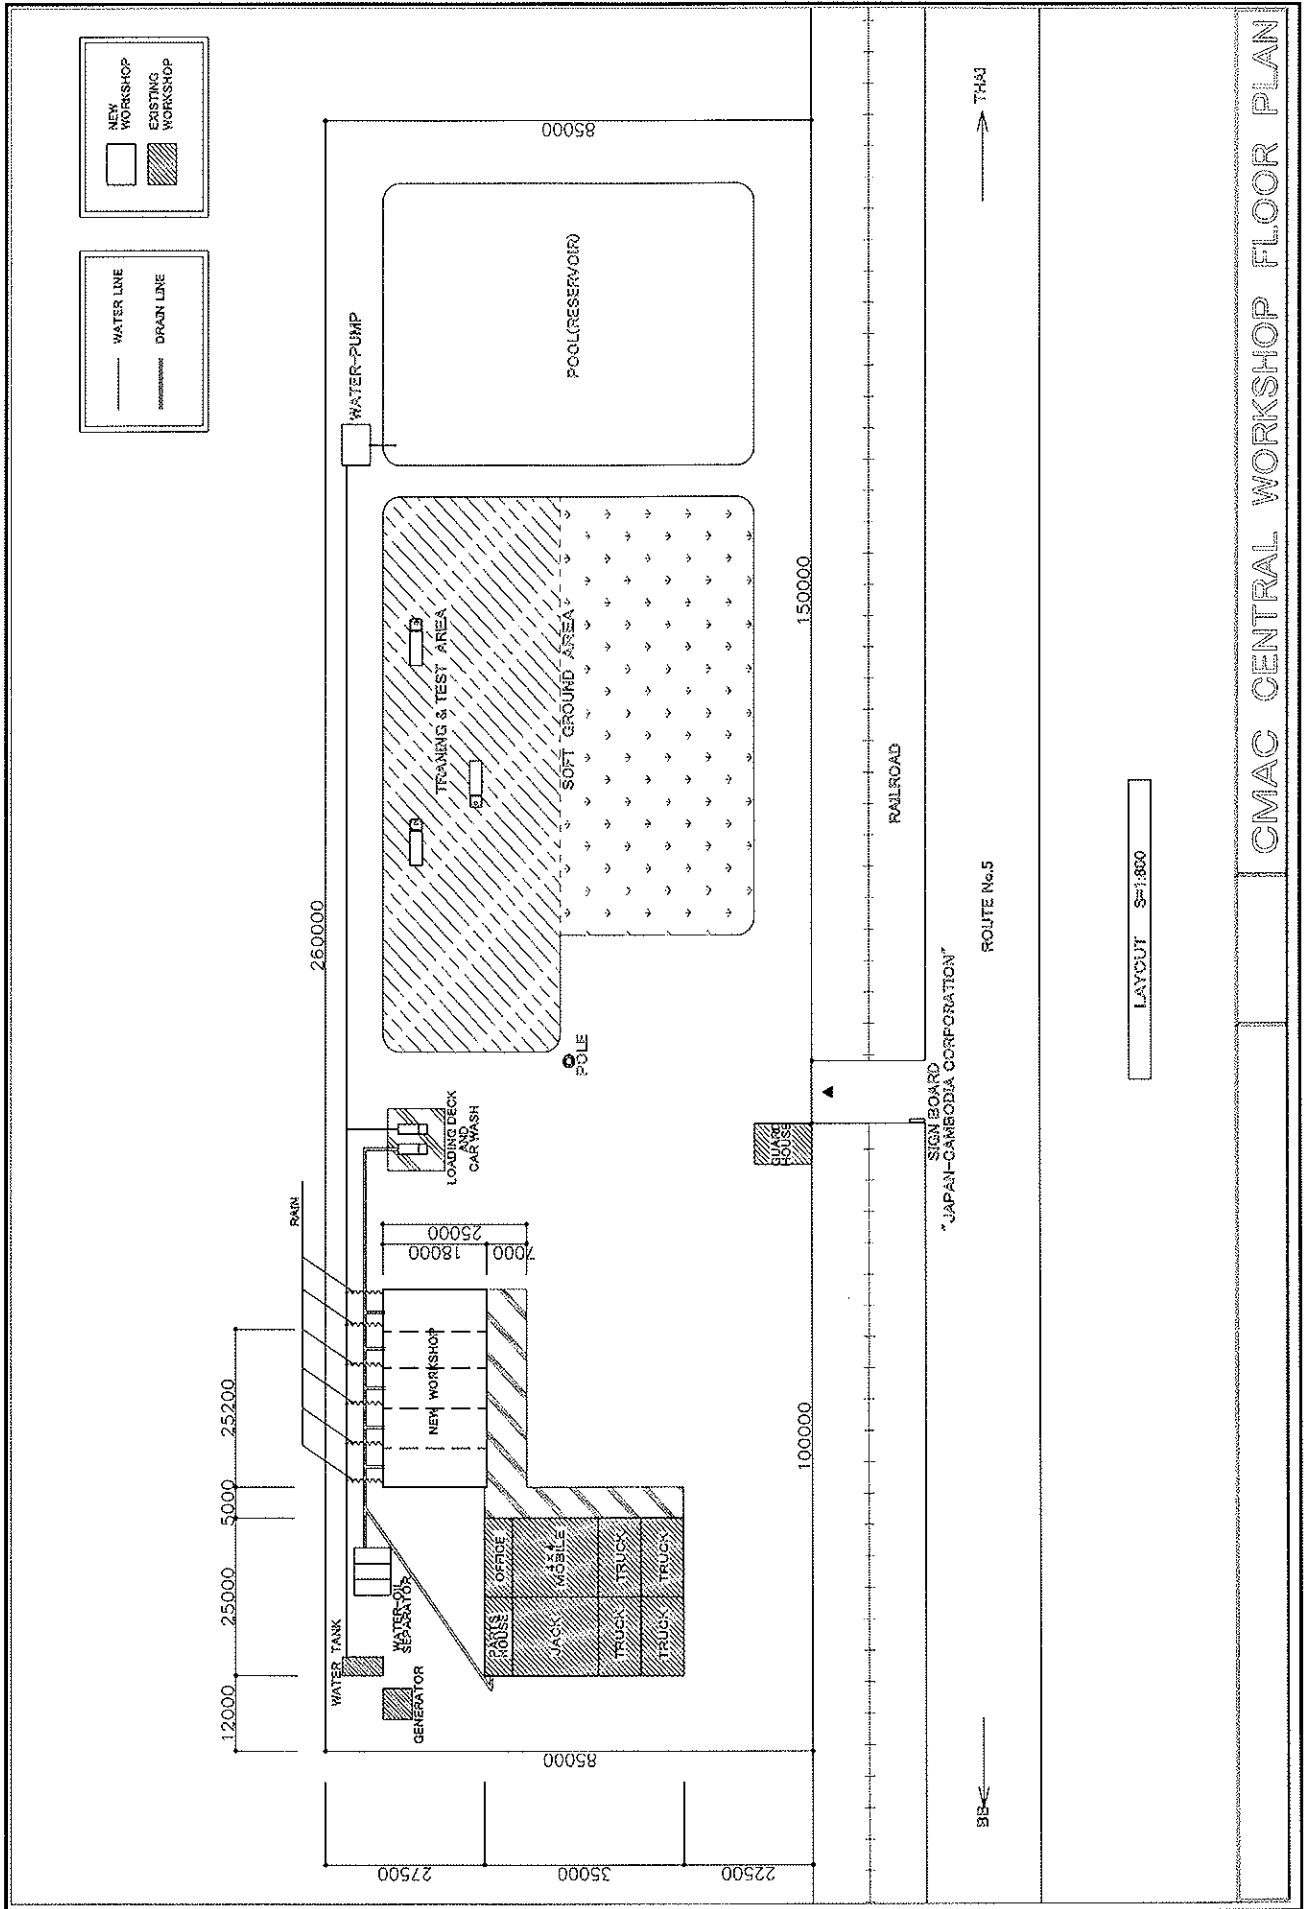 NEW
WORKSHOP
EXISTING
WORKSHOP
WATER LINE
DRAIN LINE
WATER-PUMP
85000
POOL(RESERVOIR)
260000
TRANING & TEST AREA
SOFT GROUND AREA
150000
POLE
LOADING DECK
AND
CAR WASH
RAIN
25000
18000
7000
NEW WORKSHOP
25200
5000
25000
12000
WATER TANK
WATER-OIL
SEPARATOR
GENERATOR
PARTS
HOUSE
OFFICE
JACK
4×4
MOBILE
TRUCK
TRUCK
TRUCK
TRUCK
85000
27500
35000
22500
100000
GUARD
HOUSE
SIGN BOARD
"JAPAN-CAMBODIA CORPORATION"
RAILROAD
ROUTE No.5
BB
THAI
LAYOUT S=1:800
CMAC CENTRAL WORKSHOP FLOOR PLAN